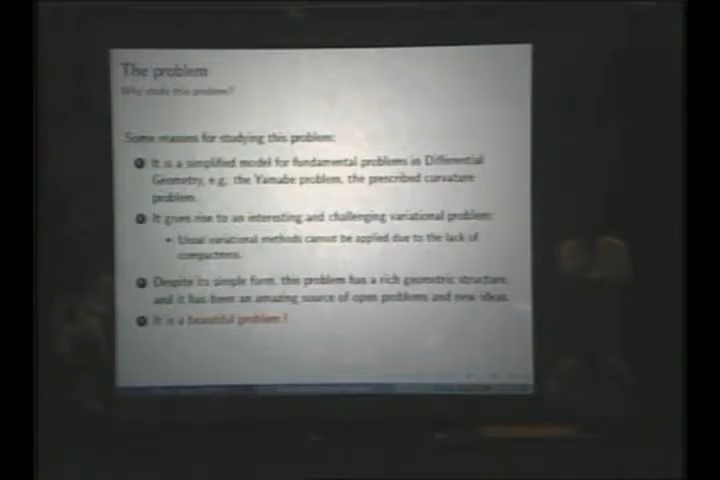 The problem
Why study this problem?
Some reasons for studying this problem:
It is a simplified model for fundamental problems in Differential
Geometry, e.g. the Yamabe problem, the prescribed curvature
problem.
It gives rise to an interesting and challenging variational problem:
Usual variational methods cannot be applied due to the lack of
compactness.
Despite its simple form, this problem has a rich geometric structure,
and it has been an amazing source of open problems and new ideas.
It is a beautiful problem!